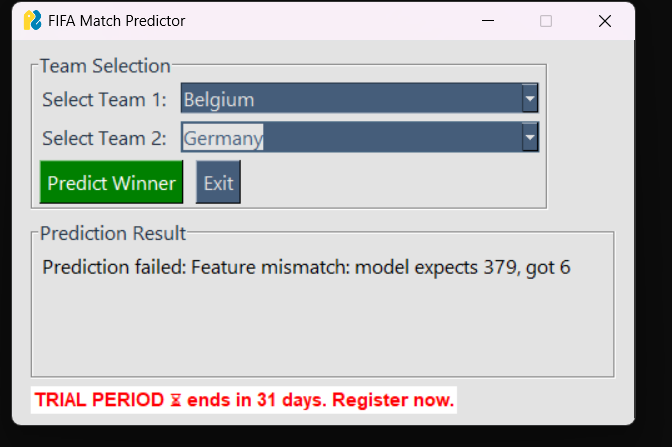 FIFA Match Predictor
Team Selection
Select Team 1: Belgium
Select Team 2: Germany
Predict Winner Exit
Prediction Result
Prediction failed: Feature mismatch: model expects 379, got 6
TRIAL PERIOD ⏳ ends in 31 days. Register now.